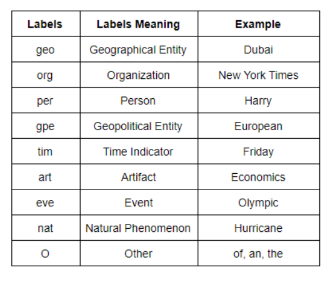 Labels Labels Meaning Example
geo Geographical Entity Dubai
org Organization New York Times
per Person Harry
gpe Geopolitical Entity European
tim Time Indicator Friday
art Artifact Economics
eve Event Olympic
nat Natural Phenomenon Hurricane
O Other of, an, the